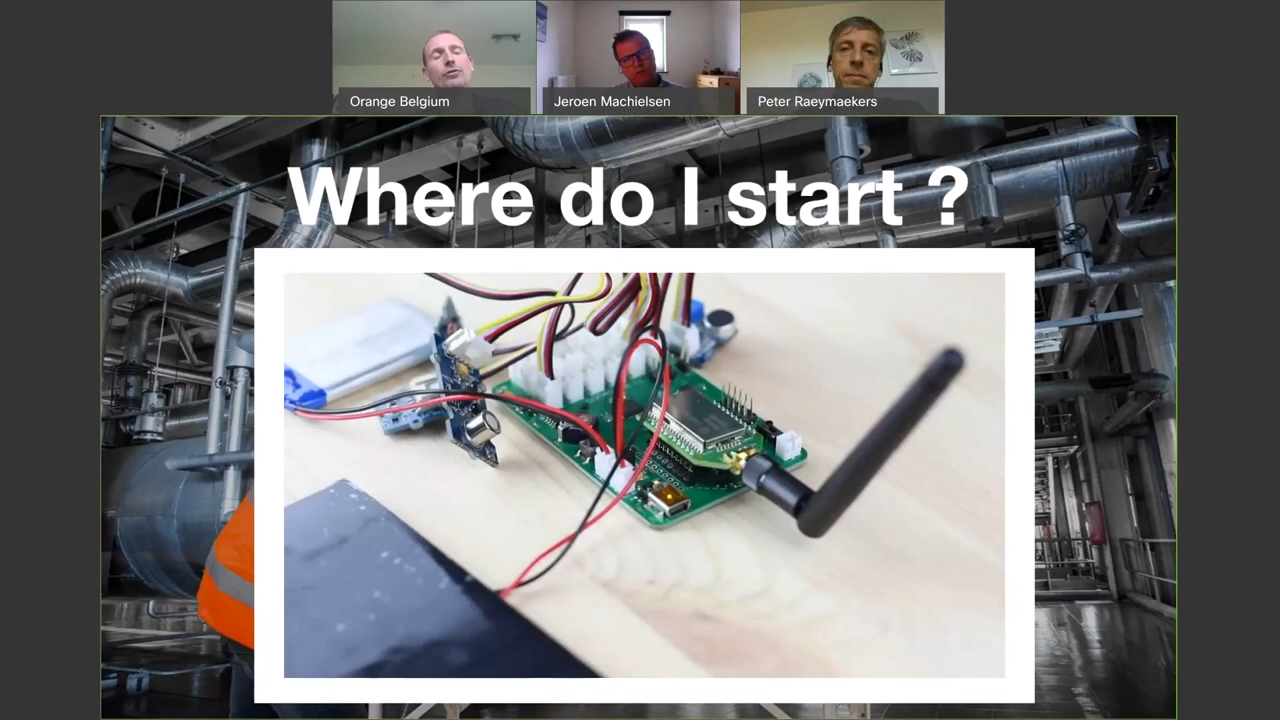 Orange Belgium
Jeroen Machielsen
Peter Raeymaekers
Where do I start ?